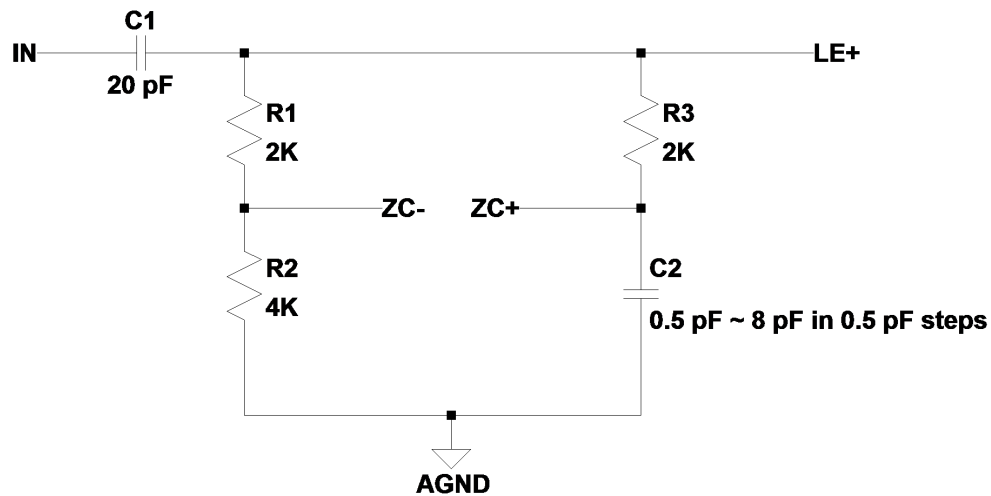 C1
IN
20 pF
LE+
R1
2K
R3
2K
ZC-
ZC+
R2
4K
C2
0.5 pF ~ 8 pF in 0.5 pF steps
AGND